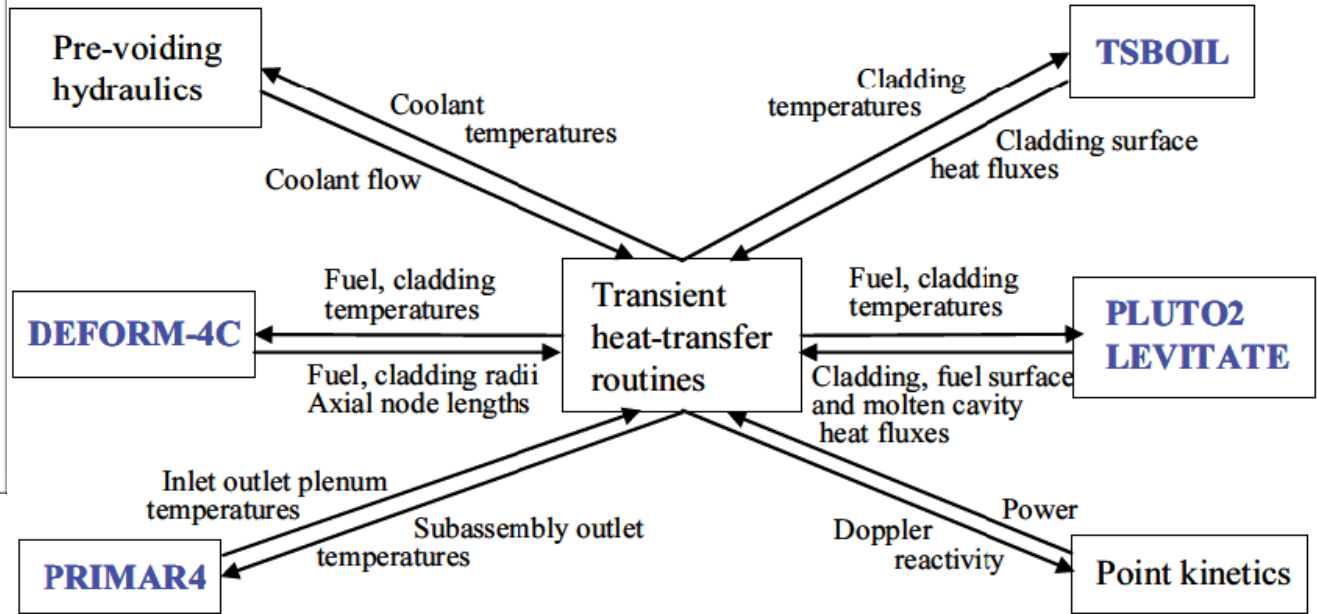 Pre-voiding
hydraulics
TSBOIL
Coolant
temperatures
Cladding
temperatures
Coolant flow
Cladding surface
heat fluxes
DEFORM-4C
Fuel, cladding
temperatures
Fuel, cladding radii
Axial node lengths
Transient
heat-transfer
routines
Fuel, cladding
temperatures
Cladding, fuel surface
and molten cavity
heat fluxes
PLUTO2
LEVITATE
Inlet outlet plenum
temperatures
Subassembly outlet
temperatures
Power
Doppler
reactivity
PRIMAR4
Point kinetics